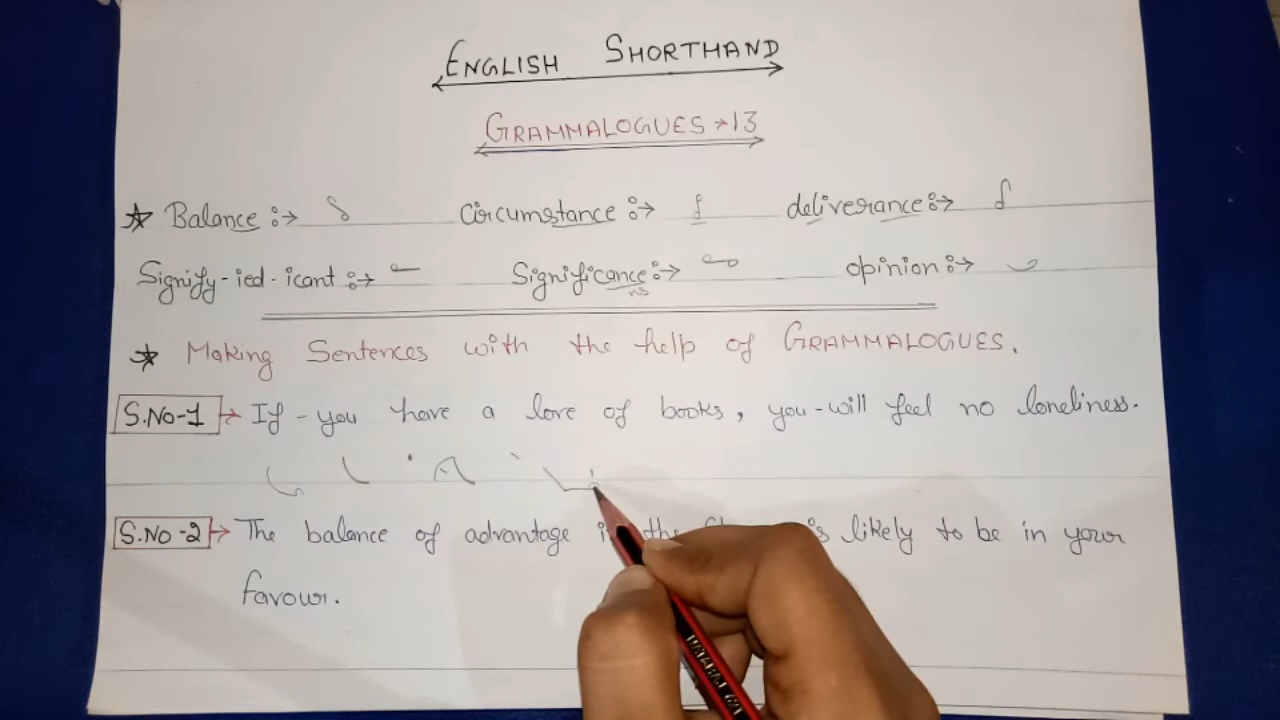 ENGLISH SHORTHAND
GRAMMALOGUES → 13
☆ Balance :→ Circumstance :→ deliverance :→
Signify-ied-icant :→ Significance :→ opinion :→
ns
☆ Making Sentences with the help of GRAMMALOGUES.
S.No-1 → If-you have a love of books, you-will feel no loneliness.
S.No-2 → The balance of advantage likely to be in your
favour.
NATARAJ